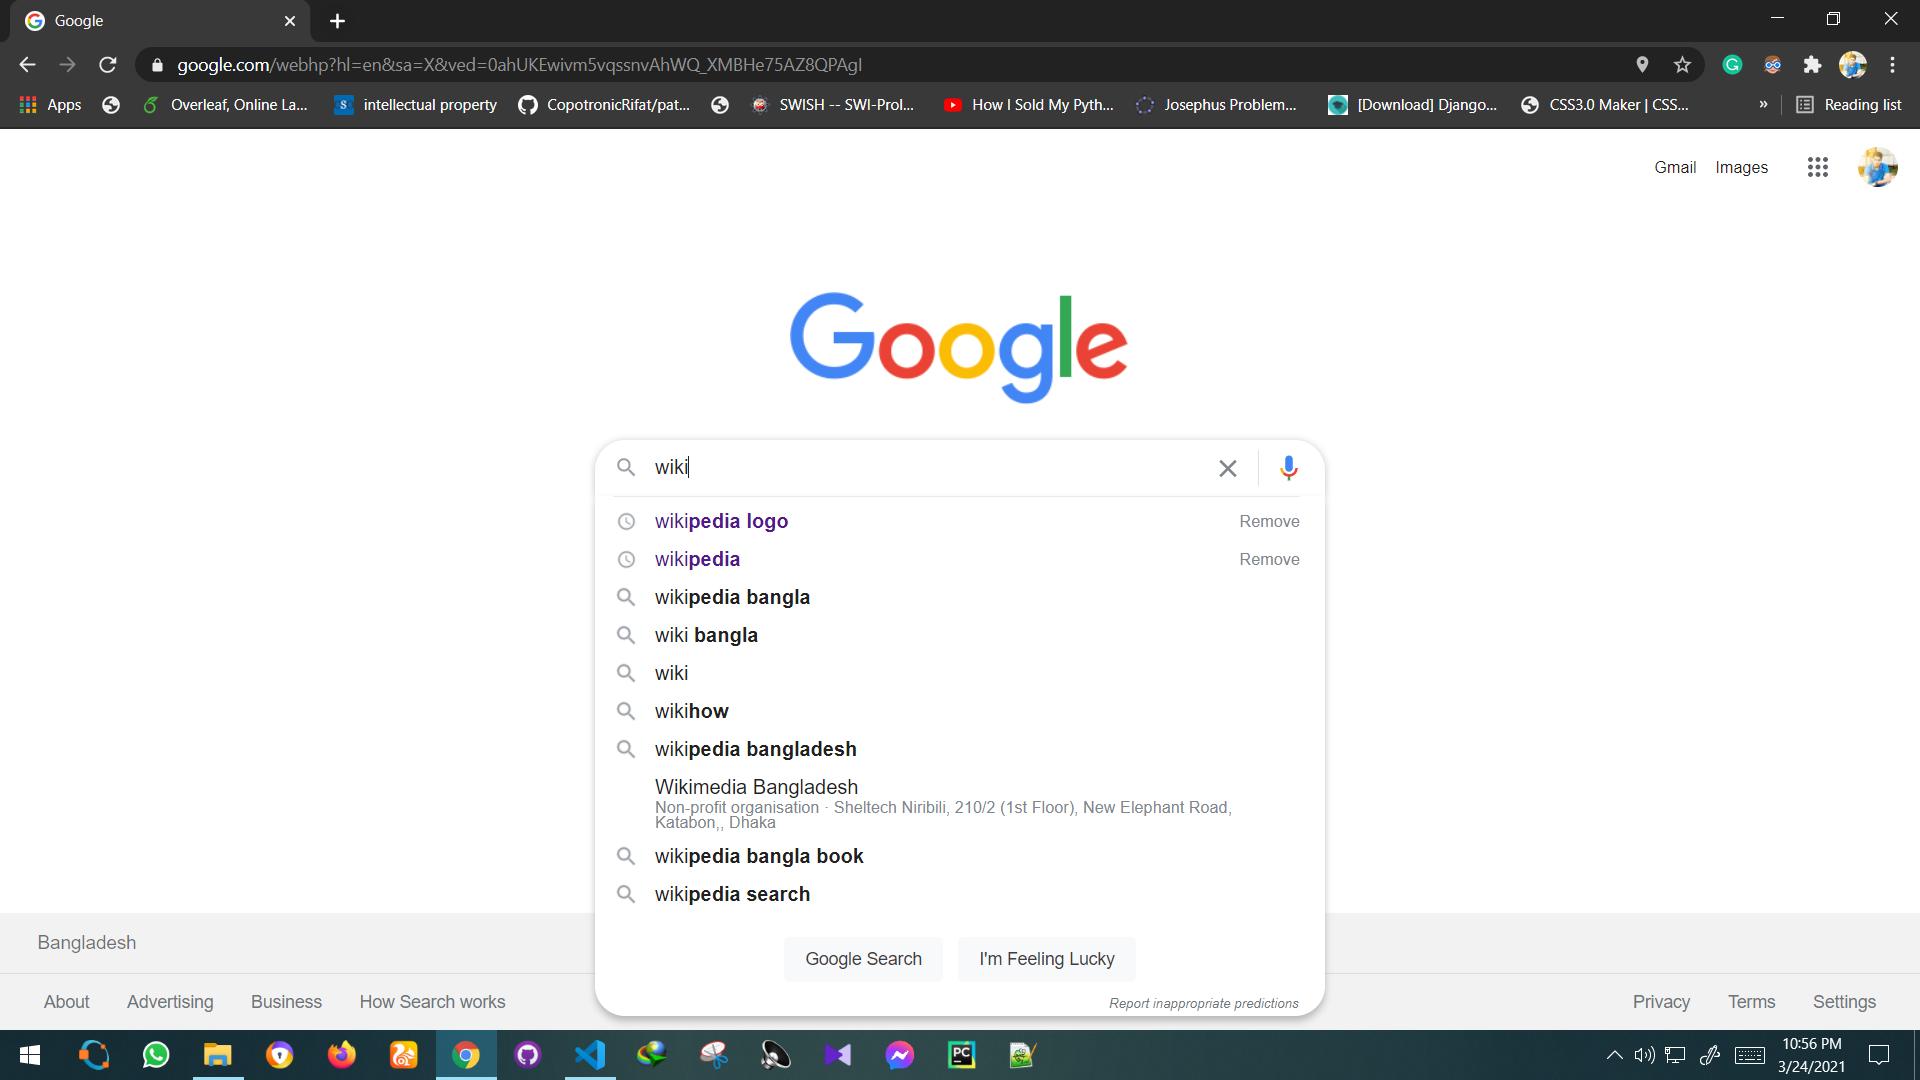 Google
google.com/webhp?hl=en&sa=X&ved=0ahUKEwivm5vqssnvAhWQ_XMBHe75AZ8QPAgI
Apps
Overleaf, Online La...
intellectual property
CopotronicRifat/pat...
SWISH -- SWI-Prol...
How I Sold My Pyth...
Josephus Problem...
[Download] Django...
CSS3.0 Maker | CSS...
»
Reading list
Gmail Images
Google
wiki
wikipedia logo Remove
wikipedia Remove
wikipedia bangla
wiki bangla
wiki
wikihow
wikipedia bangladesh
Wikimedia Bangladesh
Non-profit organisation · Sheltech Niribili, 210/2 (1st Floor), New Elephant Road,
Katabon,, Dhaka
wikipedia bangla book
wikipedia search
Bangladesh
Google Search I'm Feeling Lucky
About Advertising Business How Search works
Report inappropriate predictions
Privacy Terms Settings
PC
10:56 PM
3/24/2021